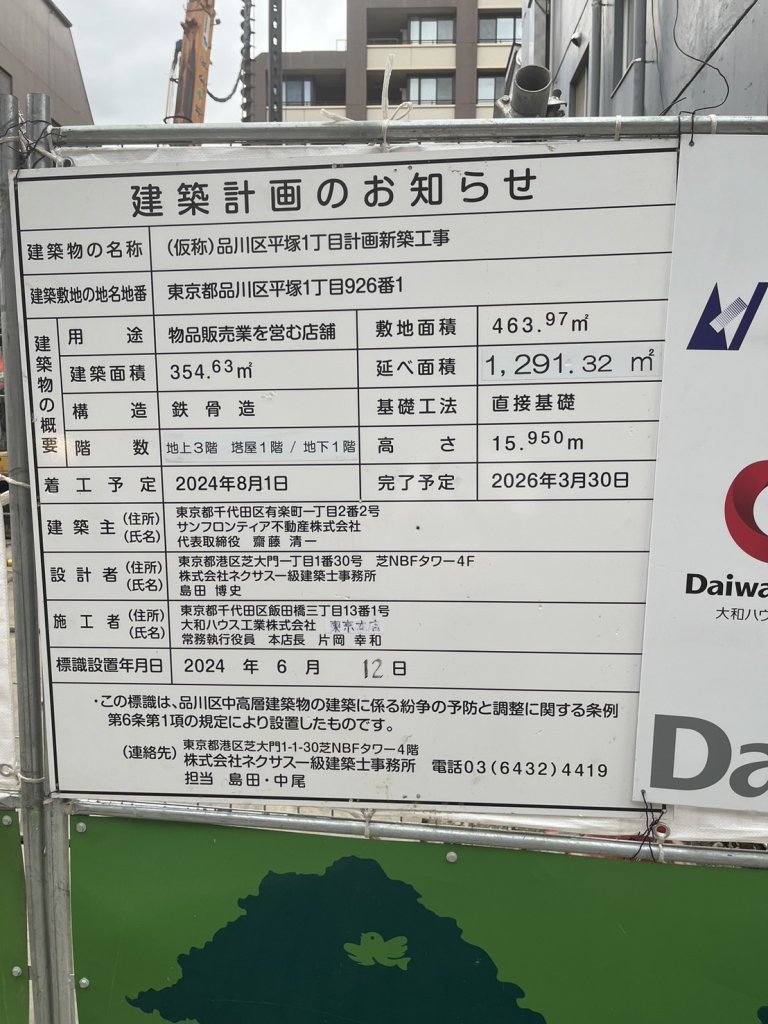 建築計画のお知らせ
建築物の名称 (仮称)品川区平塚1丁目計画新築工事
建築敷地の地名地番 東京都品川区平塚1丁目926番1
建築物の概要
用途 物品販売業を営む店舗 敷地面積 463.97㎡
建築面積 354.63㎡ 延べ面積 1,291.32 ㎡
構造 鉄骨造 基礎工法 直接基礎
階数 地上3階 塔屋1階 / 地下1階 高さ 15.950m
着工予定 2024年8月1日 完了予定 2026年3月30日
建築主 (住所) 東京都千代田区有楽町一丁目2番2号
(氏名) サンフロンティア不動産株式会社
代表取締役 齋藤 清一
設計者 (住所) 東京都港区芝大門一丁目1番30号 芝NBFタワー4F
(氏名) 株式会社ネクサス一級建築士事務所
島田 博史
施工者 (住所) 東京都千代田区飯田橋三丁目13番1号
(氏名) 大和ハウス工業株式会社 東京本店
常務執行役員 本店長 片岡 幸和
標識設置年月日 2024 年 6 月 12 日
・この標識は、品川区中高層建築物の建築に係る紛争の予防と調整に関する条例
第6条第1項の規定により設置したものです。
(連絡先) 東京都港区芝大門1-1-30芝NBFタワー4階
株式会社ネクサス一級建築士事務所 電話03(6432)4419
担当 島田・中尾
Daiwa
大和ハウ
Da